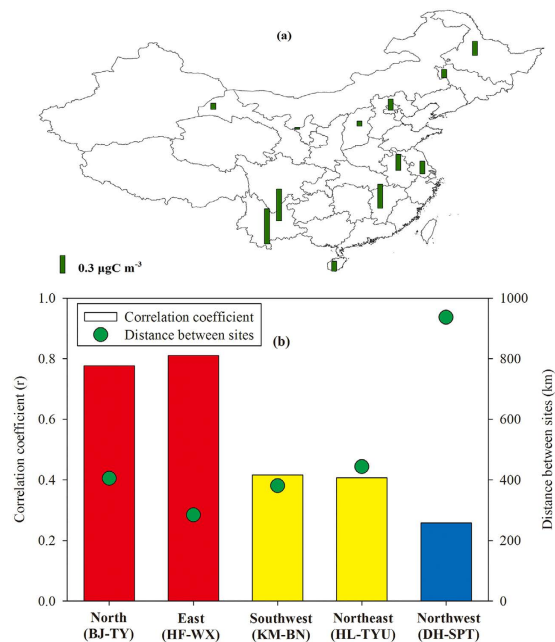 (a)
0.3 µgC m⁻³
1.0
0.8
0.6
0.4
0.2
0.0
Correlation coefficient (r)
Correlation coefficient
Distance between sites
(b)
1000
800
600
400
200
0
Distance between sites (km)
North
(BJ-TY)
East
(HF-WX)
Southwest
(KM-BN)
Northeast
(HL-TYU)
Northwest
(DH-SPT)